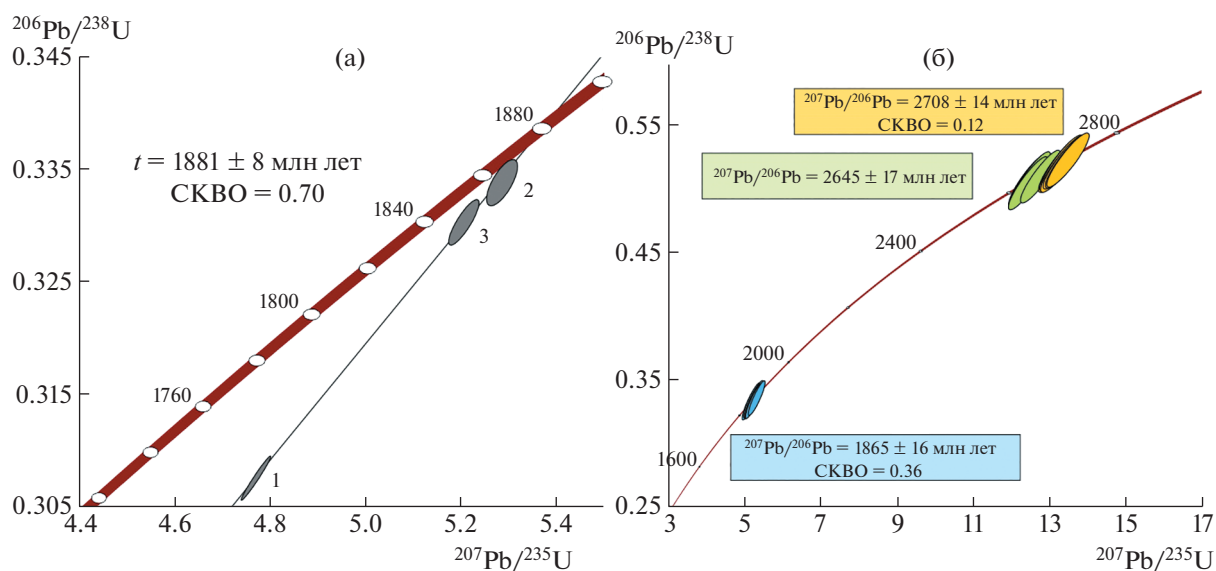 ²⁰⁶Pb/²³⁸U
0.345
(а)
1880
0.335
t = 1881 ± 8 млн лет
СКВО = 0.70
2
1840
3
0.325
1800
0.315
1760
1
0.305
4.4 4.6 4.8 5.0 5.2 5.4
²⁰⁷Pb/²³⁵U
²⁰⁶Pb/²³⁸U
(б)
²⁰⁷Pb/²⁰⁶Pb = 2708 ± 14 млн лет
СКВО = 0.12
2800
0.55
²⁰⁷Pb/²⁰⁶Pb = 2645 ± 17 млн лет
0.45
2400
2000
0.35
²⁰⁷Pb/²⁰⁶Pb = 1865 ± 16 млн лет
СКВО = 0.36
1600
0.25
3 5 7 9 11 13 15 17
²⁰⁷Pb/²³⁵U